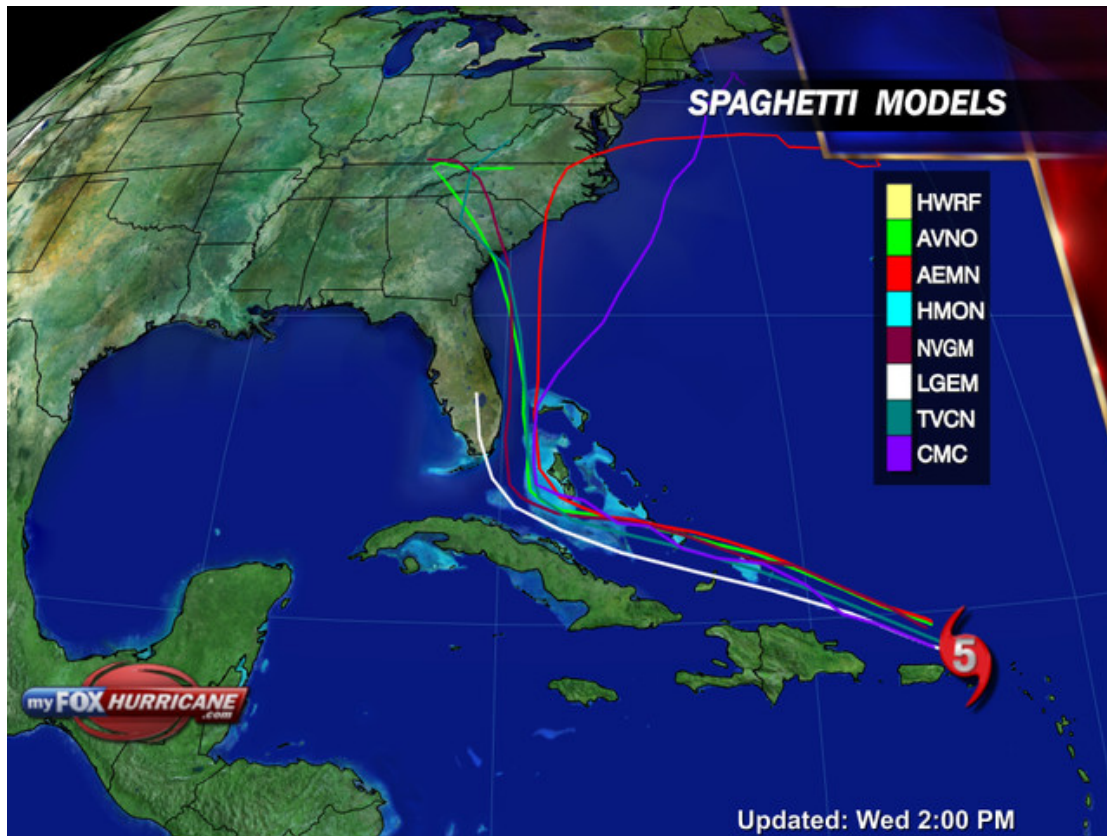 SPAGHETTI MODELS
HWRF
AVNO
AEMN
HMON
NVGM
LGEM
TVCN
CMC
5
myFOXHURRICANE
.com
Updated: Wed 2:00 PM